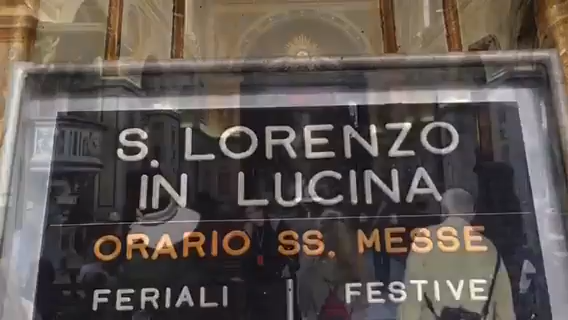 S. LORENZO
IN LUCINA
ORARIO SS. MESSE
FERIALI | FESTIVE